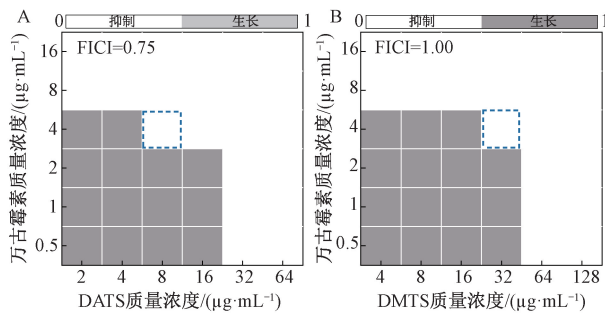 A 0 抑制 生长 1
FICI=0.75
万古霉素质量浓度/(μg·mL⁻¹)
16
8
4
2
1
0.5
2 4 8 16 32 64
DATS质量浓度/(μg·mL⁻¹)
B 0 抑制 生长 1
FICI=1.00
万古霉素质量浓度/(μg·mL⁻¹)
16
8
4
2
1
0.5
4 8 16 32 64 128
DMTS质量浓度/(μg·mL⁻¹)